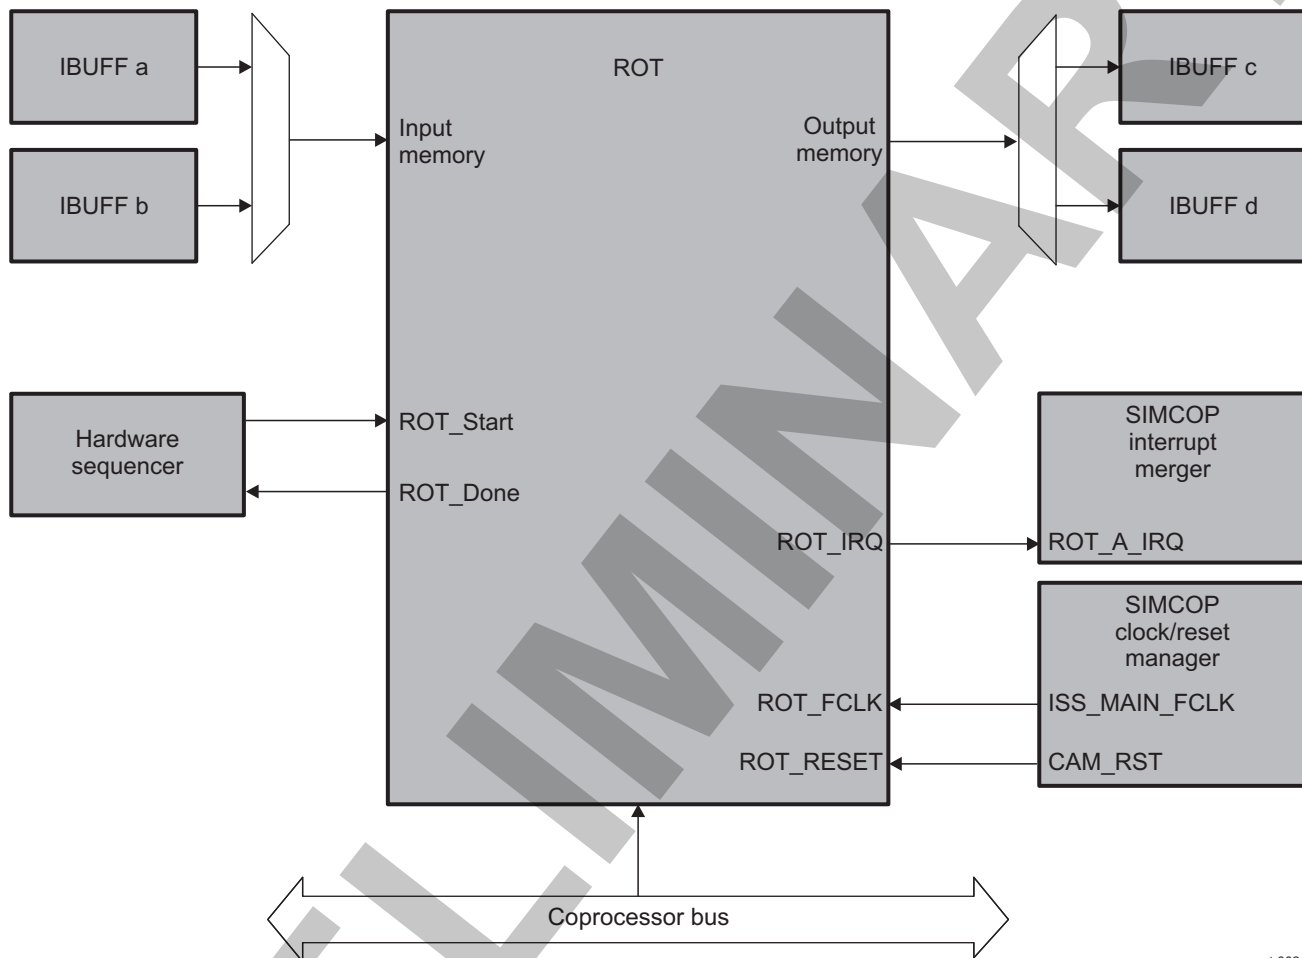 IBUFF a
IBUFF b
ROT
Input
memory
Output
memory
IBUFF c
IBUFF d
Hardware
sequencer
ROT_Start
ROT_Done
ROT_IRQ
SIMCOP
interrupt
merger
ROT_A_IRQ
SIMCOP
clock/reset
manager
ROT_FCLK
ISS_MAIN_FCLK
ROT_RESET
CAM_RST
Coprocessor bus